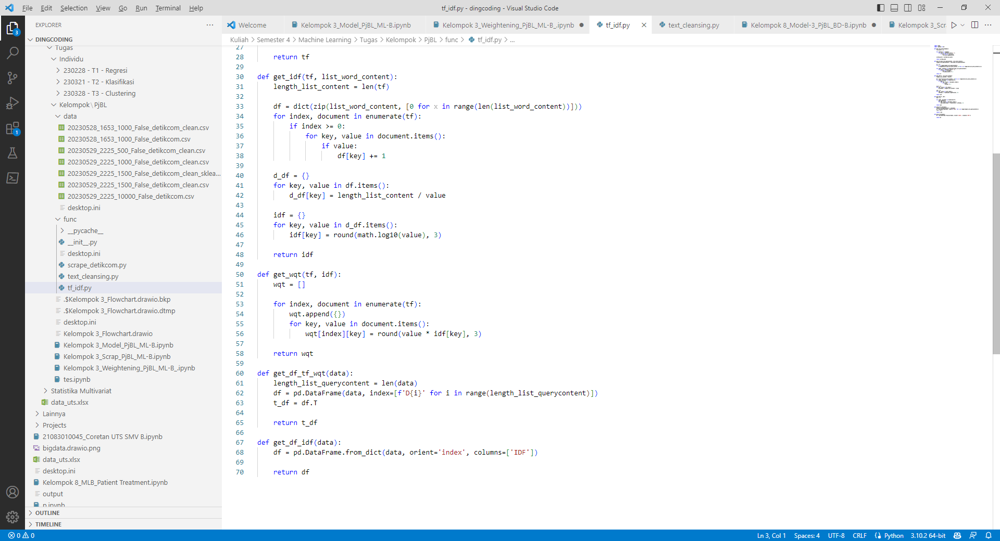 File Edit Selection View Go Run Terminal Help
tf_idf.py - dingcoding - Visual Studio Code
EXPLORER
Welcome
Kelompok 3_Model_PjBL_ML-B.ipynb
Kelompok 3_Weightening_PjBL_ML-B_.ipynb
tf_idf.py
text_cleansing.py
Kelompok 8_Model-3_PjBL_BD-B.ipynb
Kelompok 3_Scr
Kuliah > Semester 4 > Machine Learning > Tugas > Kelompok > PjBL > func > tf_idf.py > ...
3
1
DINGCODING
Tugas
Individu
230228 - T1 - Regresi
230321 - T2 - Klasifikasi
230328 - T3 - Clustering
Kelompok\PjBL
data
20230528_1653_1000_False_detikcom_clean.csv
20230528_1653_1000_False_detikcom.csv
20230529_2225_500_False_detikcom_clean.csv
20230529_2225_1000_False_detikcom_clean.csv
20230529_2225_1500_False_detikcom_clean_sklea...
20230529_2225_1500_False_detikcom_clean.csv
20230529_2225_10000_False_detikcom.csv
desktop.ini
func
__pycache__
__init__.py
desktop.ini
scrape_detikcom.py
text_cleansing.py
tf_idf.py
.$Kelompok 3_Flowchart.drawio.bkp
.$Kelompok 3_Flowchart.drawio.dtmp
desktop.ini
Kelompok 3_Flowchart.drawio
Kelompok 3_Model_PjBL_ML-B.ipynb
Kelompok 3_Scrap_PjBL_ML-B.ipynb
Kelompok 3_Weightening_PjBL_ML-B_.ipynb
tes.ipynb
Statistika Multivariat
data_uts.xlsx
Lainnya
Projects
21083010045_Coretan UTS SMV B.ipynb
bigdata.drawio.png
data_uts.xlsx
desktop.ini
Kelompok 8_MLB_Patient Treatment.ipynb
output
p.ipynb
OUTLINE
TIMELINE
27
28 return tf
29
30 def get_idf(tf, list_word_content):
31 length_list_content = len(tf)
32
33 df = dict(zip(list_word_content, [0 for x in range(len(list_word_content))]))
34 for index, document in enumerate(tf):
35 if index >= 0:
36 for key, value in document.items():
37 if value:
38 df[key] += 1
39
40 d_df = {}
41 for key, value in df.items():
42 d_df[key] = length_list_content / value
43
44 idf = {}
45 for key, value in d_df.items():
46 idf[key] = round(math.log10(value), 3)
47
48 return idf
49
50 def get_wqt(tf, idf):
51 wqt = []
52
53 for index, document in enumerate(tf):
54 wqt.append({})
55 for key, value in document.items():
56 wqt[index][key] = round(value * idf[key], 3)
57
58 return wqt
59
60 def get_df_tf_wqt(data):
61 length_list_querycontent = len(data)
62 df = pd.DataFrame(data, index=[f'D{i}' for i in range(length_list_querycontent)])
63 t_df = df.T
64
65 return t_df
66
67 def get_df_idf(data):
68 df = pd.DataFrame.from_dict(data, orient='index', columns=['IDF'])
69
70 return df
0 0
Ln 3, Col 1 Spaces: 4 UTF-8 CRLF Python 3.10.2 64-bit